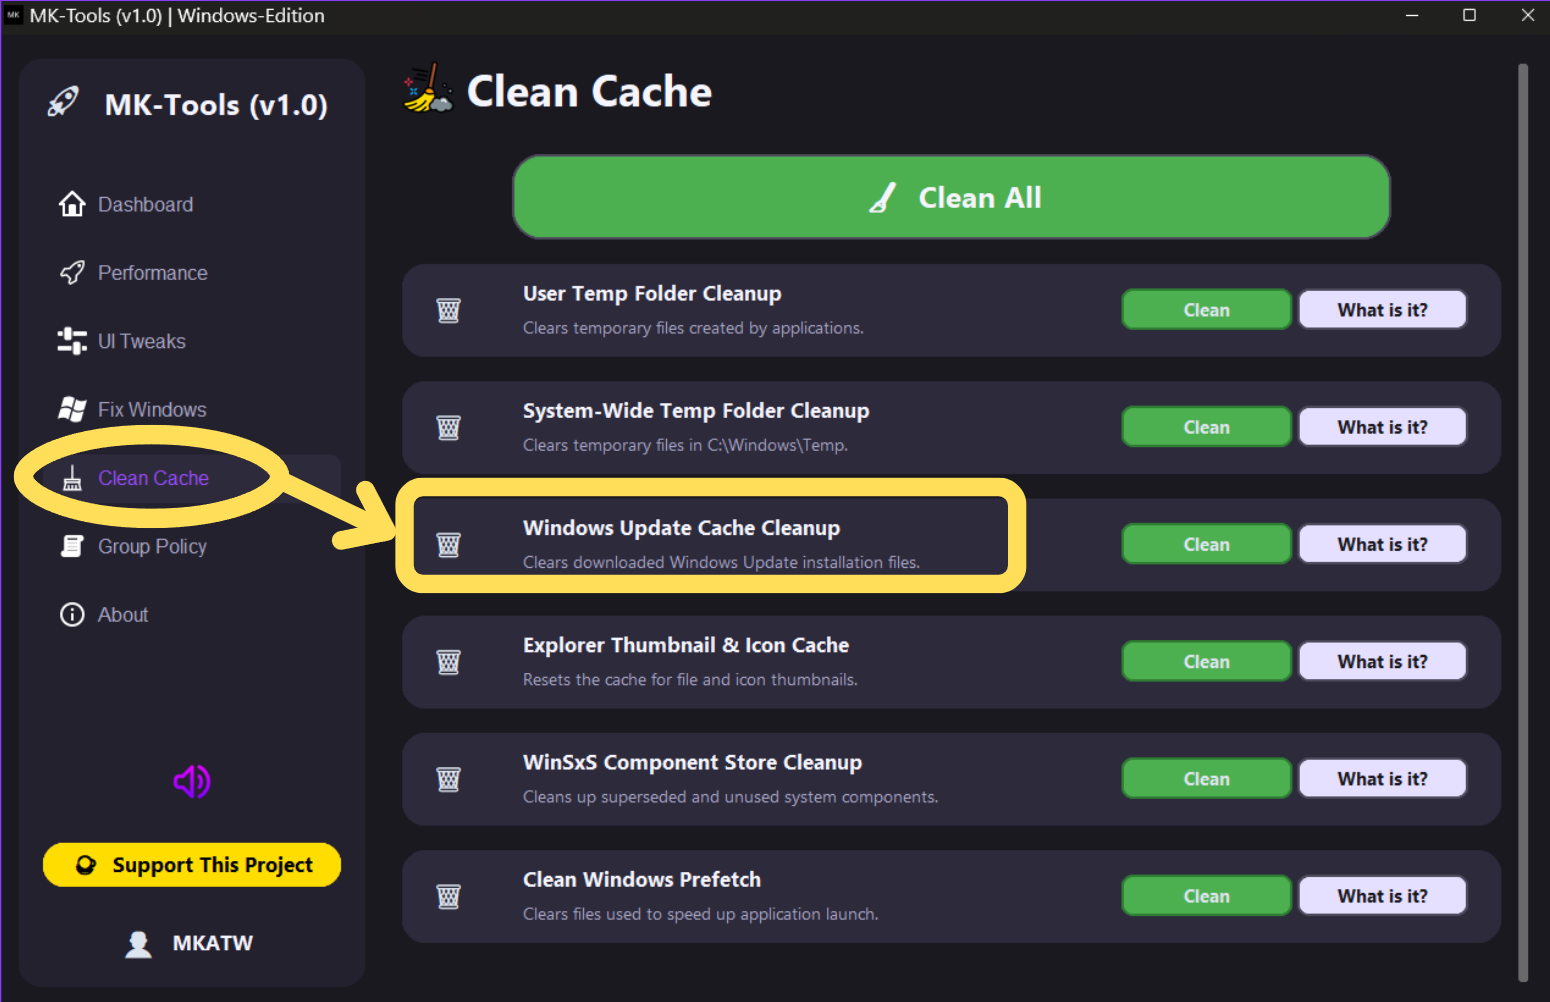 MK MK-Tools (v1.0) | Windows-Edition
MK-Tools (v1.0)
Dashboard
Performance
UI Tweaks
Fix Windows
Clean Cache
Group Policy
About
Support This Project
MKATW
Clean Cache
Clean All
User Temp Folder Cleanup
Clears temporary files created by applications.
Clean What is it?
System-Wide Temp Folder Cleanup
Clears temporary files in C:\Windows\Temp.
Clean What is it?
Windows Update Cache Cleanup
Clears downloaded Windows Update installation files.
Clean What is it?
Explorer Thumbnail & Icon Cache
Resets the cache for file and icon thumbnails.
Clean What is it?
WinSxS Component Store Cleanup
Cleans up superseded and unused system components.
Clean What is it?
Clean Windows Prefetch
Clears files used to speed up application launch.
Clean What is it?